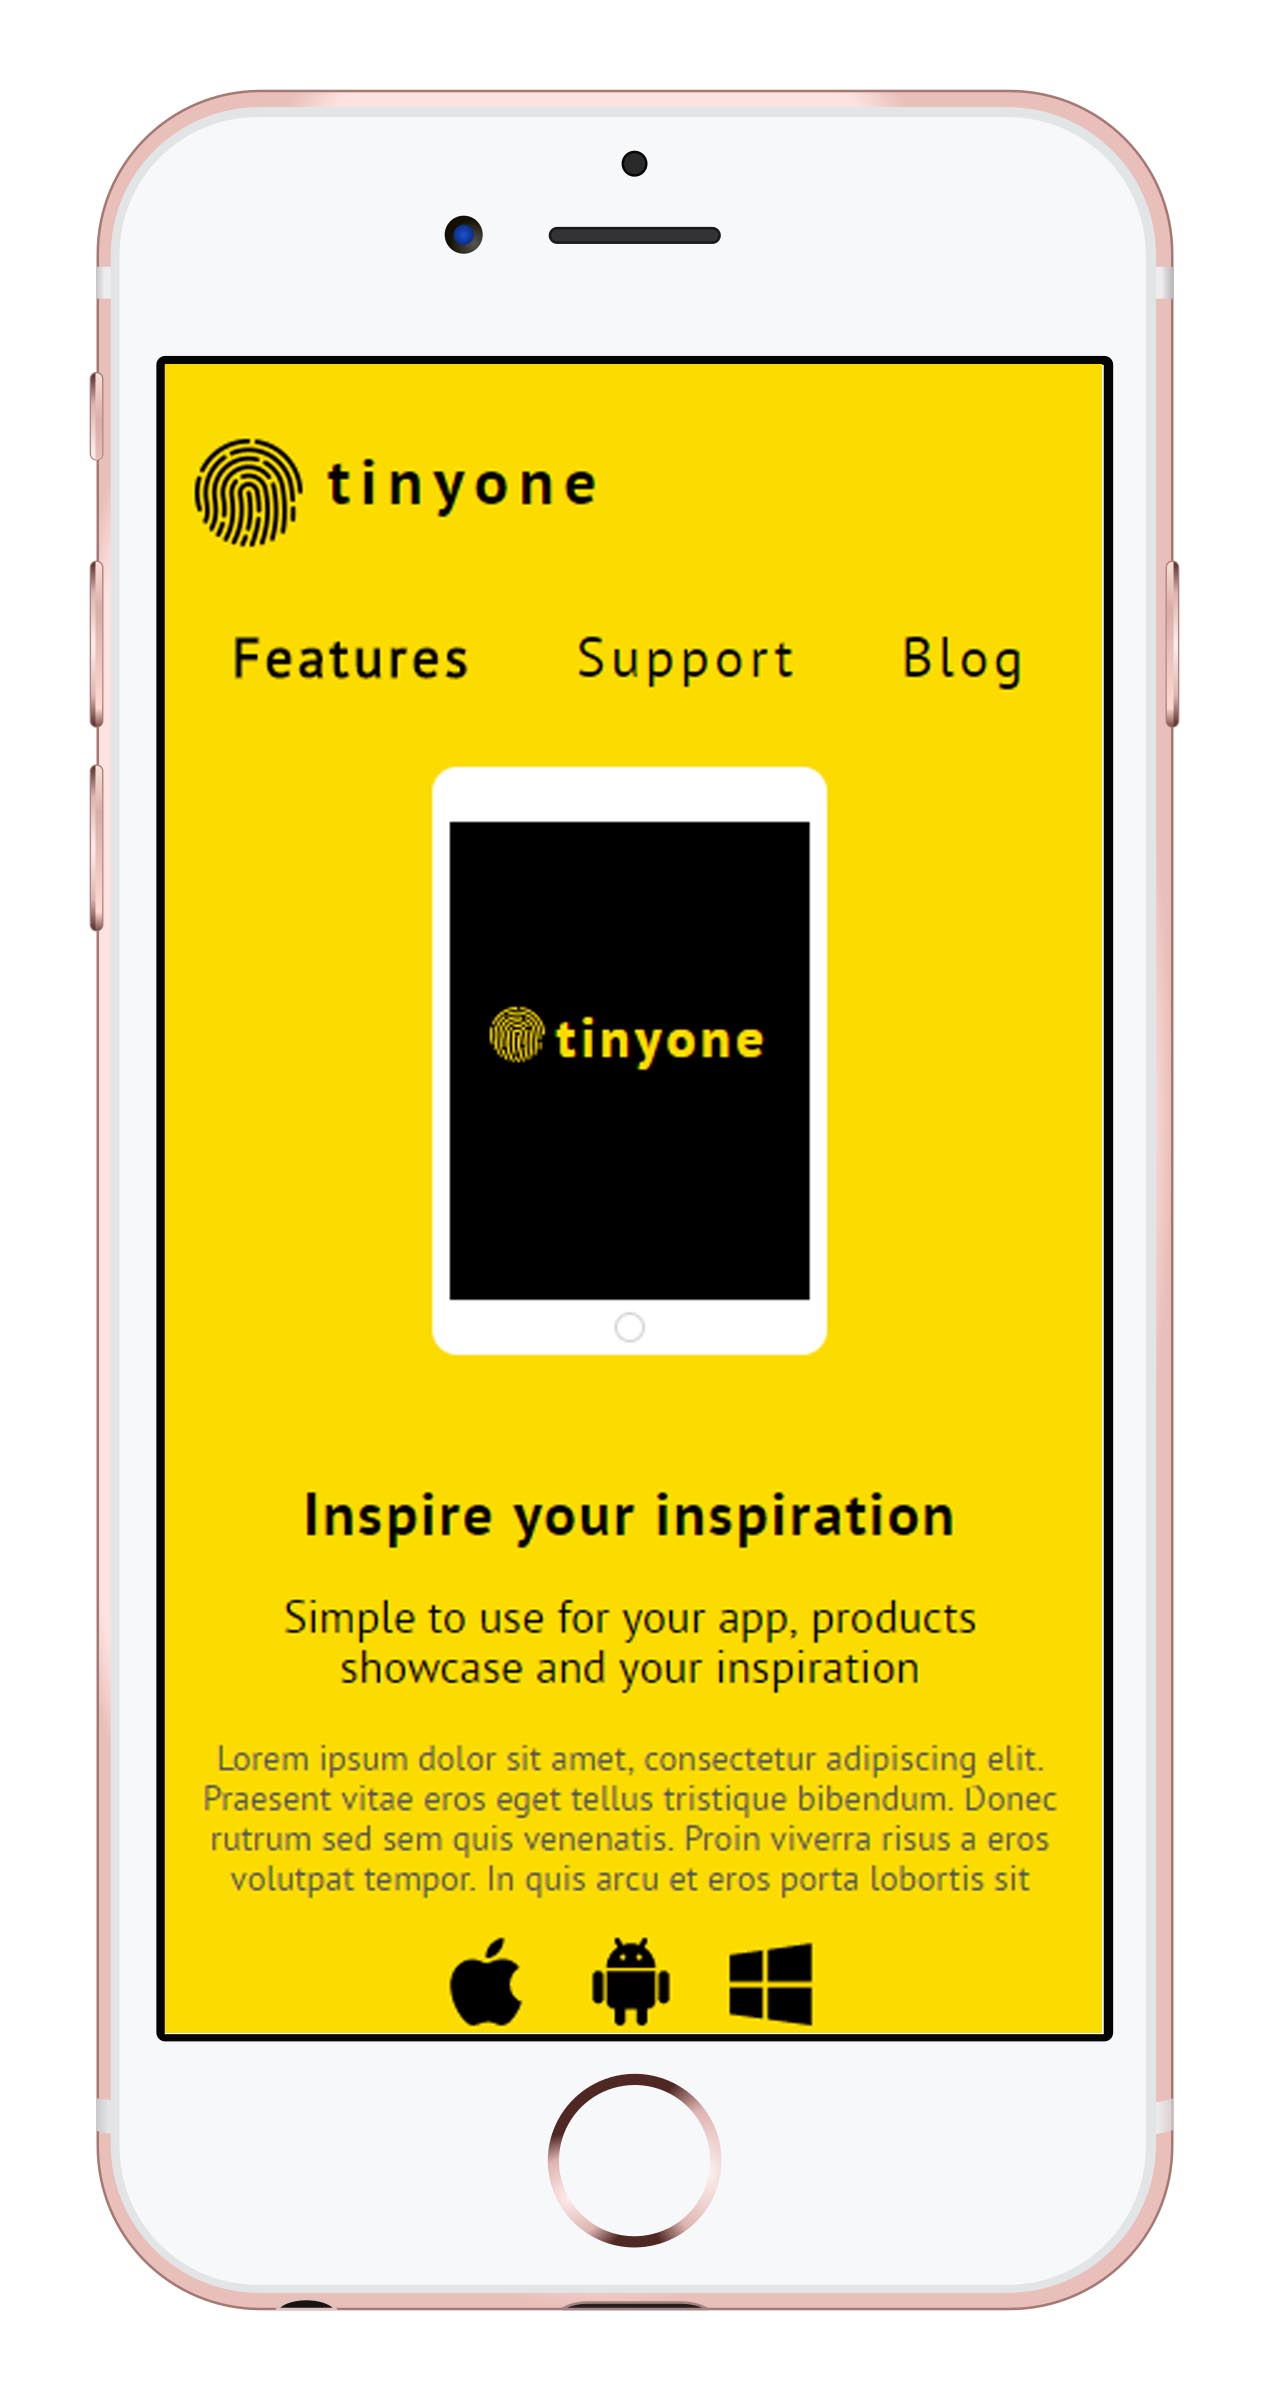 tinyone
Features Support Blog
tinyone
Inspire your inspiration
Simple to use for your app, products
showcase and your inspiration
Lorem ipsum dolor sit amet, consectetur adipiscing elit.
Praesent vitae eros eget tellus tristique bibendum. Donec
rutrum sed sem quis venenatis. Proin viverra risus a eros
volutpat tempor. In quis arcu et eros porta lobortis sit